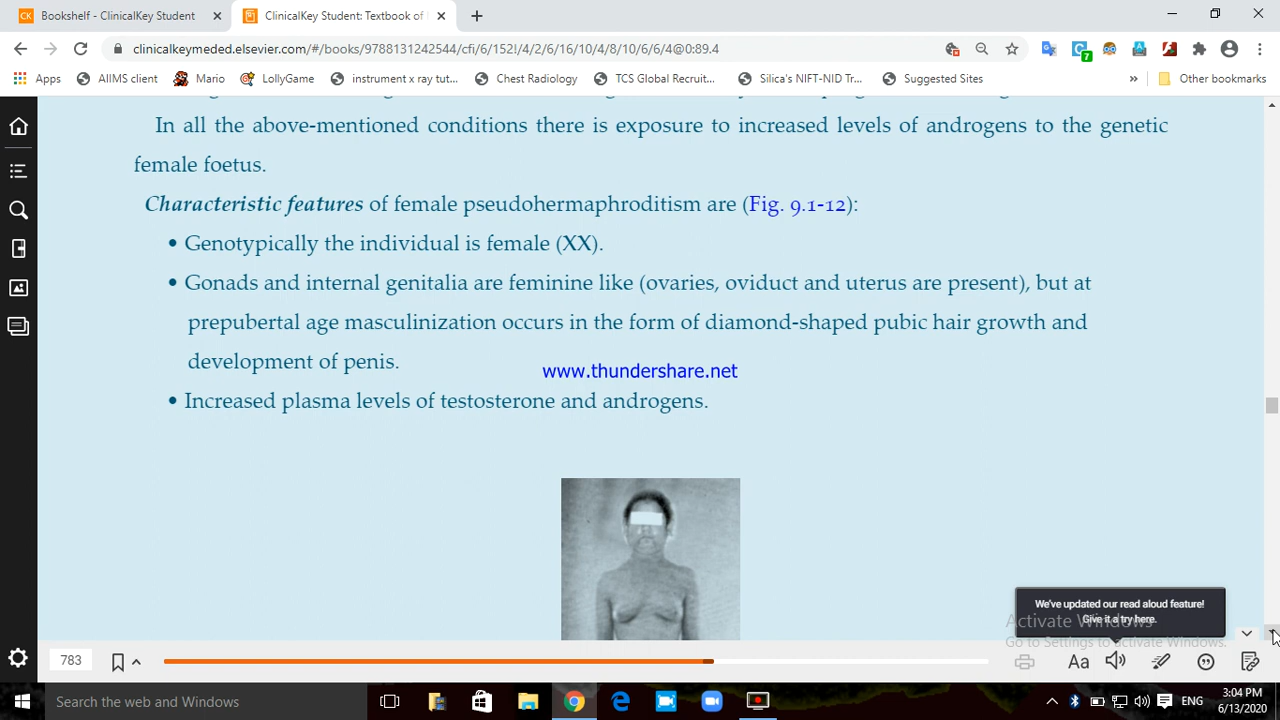 Bookshelf - ClinicalKey Student
ClinicalKey Student: Textbook of
clinicalkeymeded.elsevier.com/#/books/9788131242544/cfi/6/152!/4/2/6/16/10/4/8/10/6/6/4@0:89.4
7
Apps AIIMS client Mario LollyGame instrument x ray tut... Chest Radiology TCS Global Recruit... Silica's NIFT-NID Tr... Suggested Sites » Other bookmarks
In all the above-mentioned conditions there is exposure to increased levels of androgens to the genetic
female foetus.
Characteristic features of female pseudohermaphroditism are (Fig. 9.1-12):
• Genotypically the individual is female (XX).
• Gonads and internal genitalia are feminine like (ovaries, oviduct and uterus are present), but at
prepubertal age masculinization occurs in the form of diamond-shaped pubic hair growth and
development of penis.
www.thundershare.net
• Increased plasma levels of testosterone and androgens.
We've updated our read aloud feature!
Give it a try here.
Activate Windows
Go to Settings to activate Windows.
783
Aa
Search the web and Windows
ENG
3:04 PM
6/13/2020